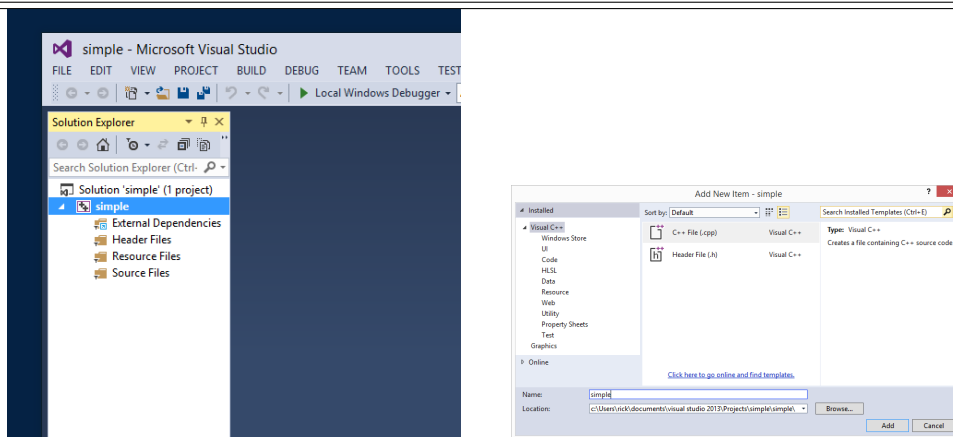 simple - Microsoft Visual Studio
FILE EDIT VIEW PROJECT BUILD DEBUG TEAM TOOLS TEST
Local Windows Debugger
Solution Explorer
Search Solution Explorer (Ctrl-
Solution 'simple' (1 project)
simple
External Dependencies
Header Files
Resource Files
Source Files
Add New Item - simple
Installed
Sort by: Default
Search Installed Templates (Ctrl+E)
Visual C++
Windows Store
UI
Code
HLSL
Data
Resource
Web
Utility
Property Sheets
Test
Graphics
Online
C++ File (.cpp) Visual C++
Header File (.h) Visual C++
Type: Visual C++
Creates a file containing C++ source code
Click here to go online and find templates.
Name: simple
Location: c:\Users\rick\documents\visual studio 2013\Projects\simple\simple\
Browse...
Add Cancel